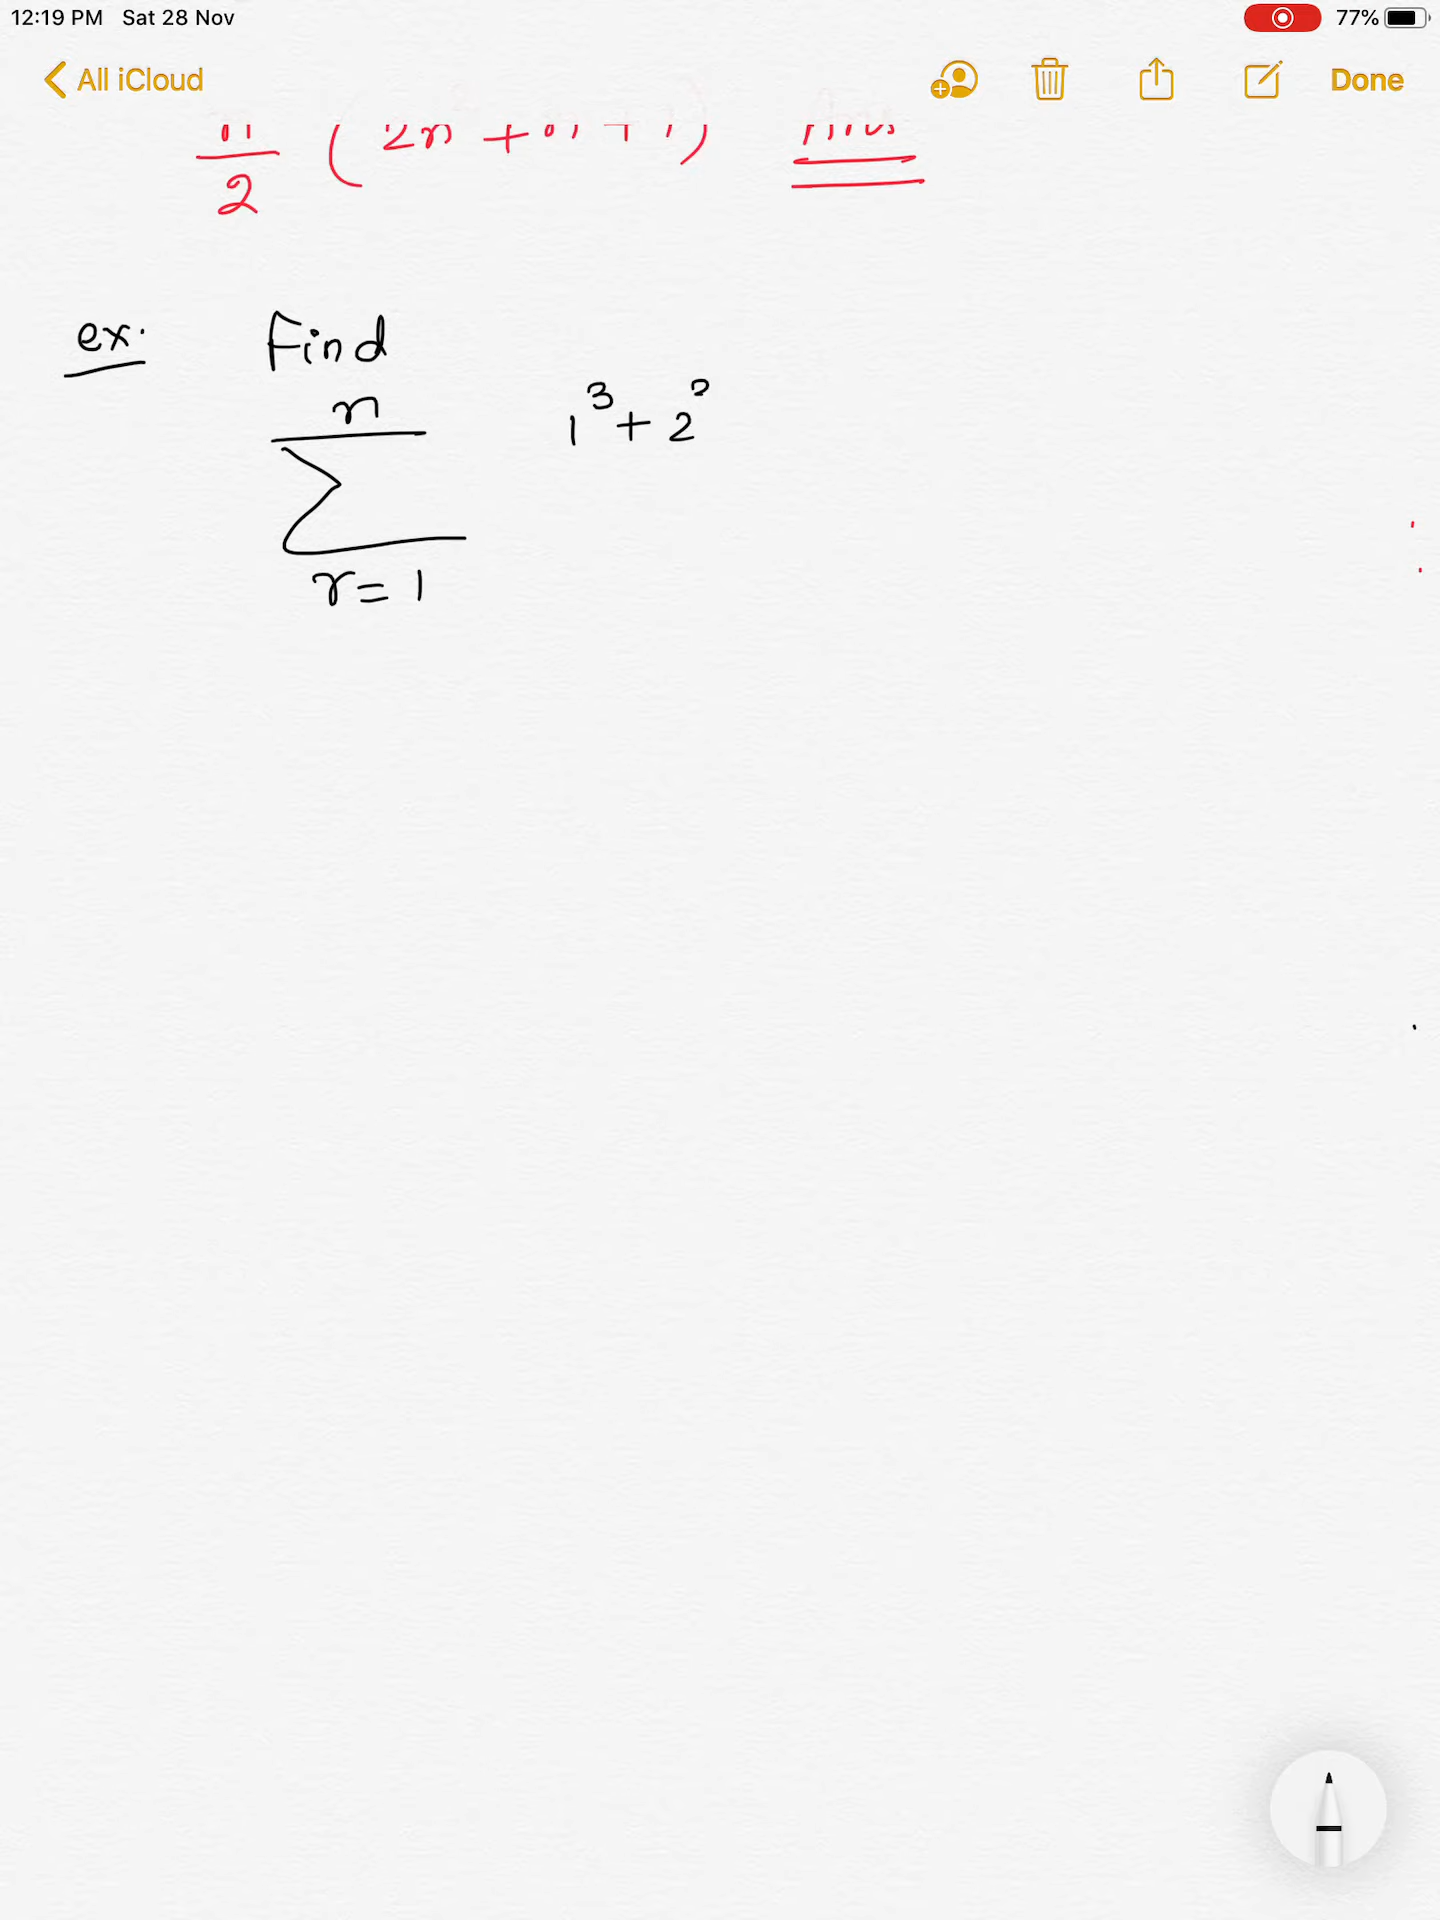 12:19 PM Sat 28 Nov 77%
All iCloud Done
2
ex. Find
n
∑ 1³ + 2
r = 1